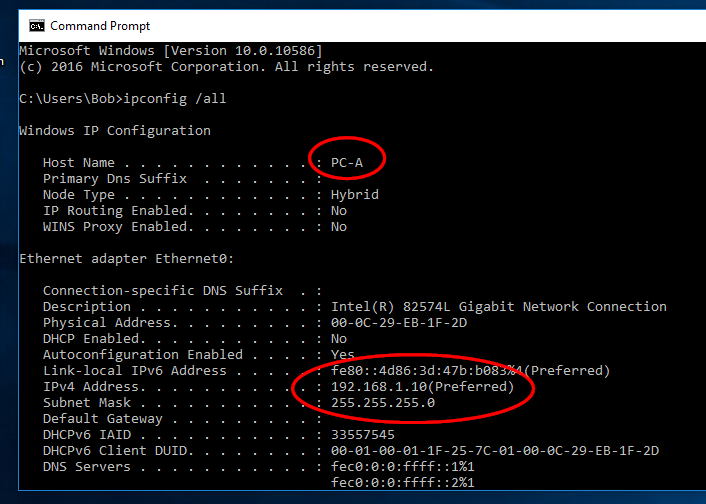 Command Prompt
Microsoft Windows [Version 10.0.10586]
(c) 2016 Microsoft Corporation. All rights reserved.
C:\Users\Bob>ipconfig /all
Windows IP Configuration
Host Name . . . . . . . . . . . . : PC-A
Primary Dns Suffix  . . . . . . . :
Node Type . . . . . . . . . . . . : Hybrid
IP Routing Enabled. . . . . . . . : No
WINS Proxy Enabled. . . . . . . . : No
Ethernet adapter Ethernet0:
Connection-specific DNS Suffix  . :
Description . . . . . . . . . . . : Intel(R) 82574L Gigabit Network Connection
Physical Address. . . . . . . . . : 00-0C-29-EB-1F-2D
DHCP Enabled. . . . . . . . . . . : No
Autoconfiguration Enabled . . . . : Yes
Link-local IPv6 Address . . . . . : fe80::4d86:3d:47b:b083%4(Preferred)
IPv4 Address. . . . . . . . . . . : 192.168.1.10(Preferred)
Subnet Mask . . . . . . . . . . . : 255.255.255.0
Default Gateway . . . . . . . . . :
DHCPv6 IAID . . . . . . . . . . . : 33557545
DHCPv6 Client DUID. . . . . . . . : 00-01-00-01-1F-25-7C-01-00-0C-29-EB-1F-2D
DNS Servers . . . . . . . . . . . : fec0:0:0:ffff::1%1
fec0:0:0:ffff::2%1